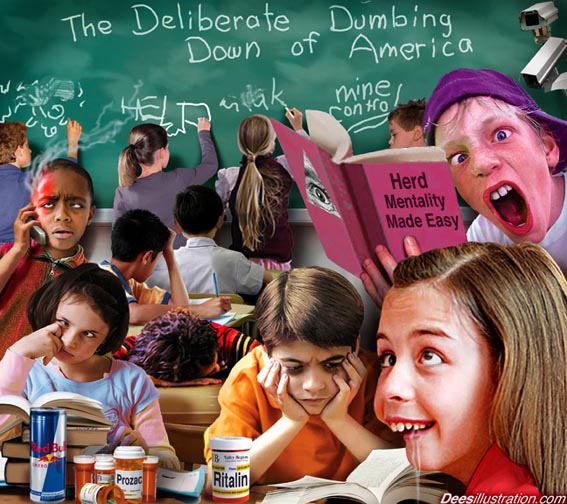 The Deliberate Dumbing
Down of America
HELP
mine
control
Herd
Mentality
Made Easy
Red Bull
Prozac
Ritalin
Deesillustration.com